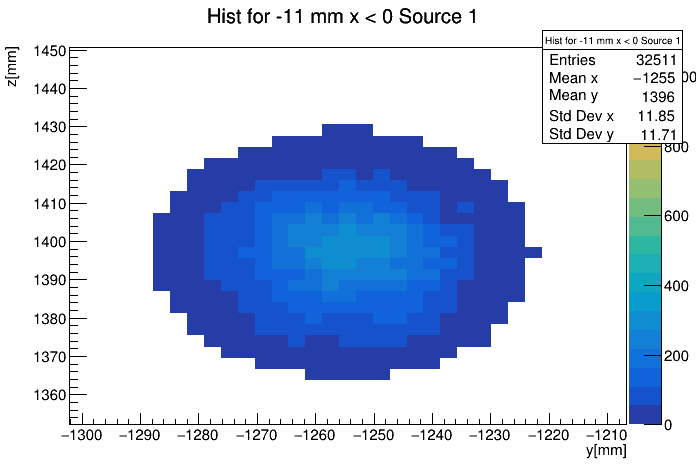 Hist for -11 mm x < 0 Source 1
z[mm]
1450
1440
1430
1420
1410
1400
1390
1380
1370
1360
−1300 −1290 −1280 −1270 −1260 −1250 −1240 −1230 −1220 −1210
y[mm]
Hist for -11 mm x < 0 Source 1
Entries 32511
Mean x −1255
Mean y 1396
Std Dev x 11.85
Std Dev y 11.71
800
600
400
200
0